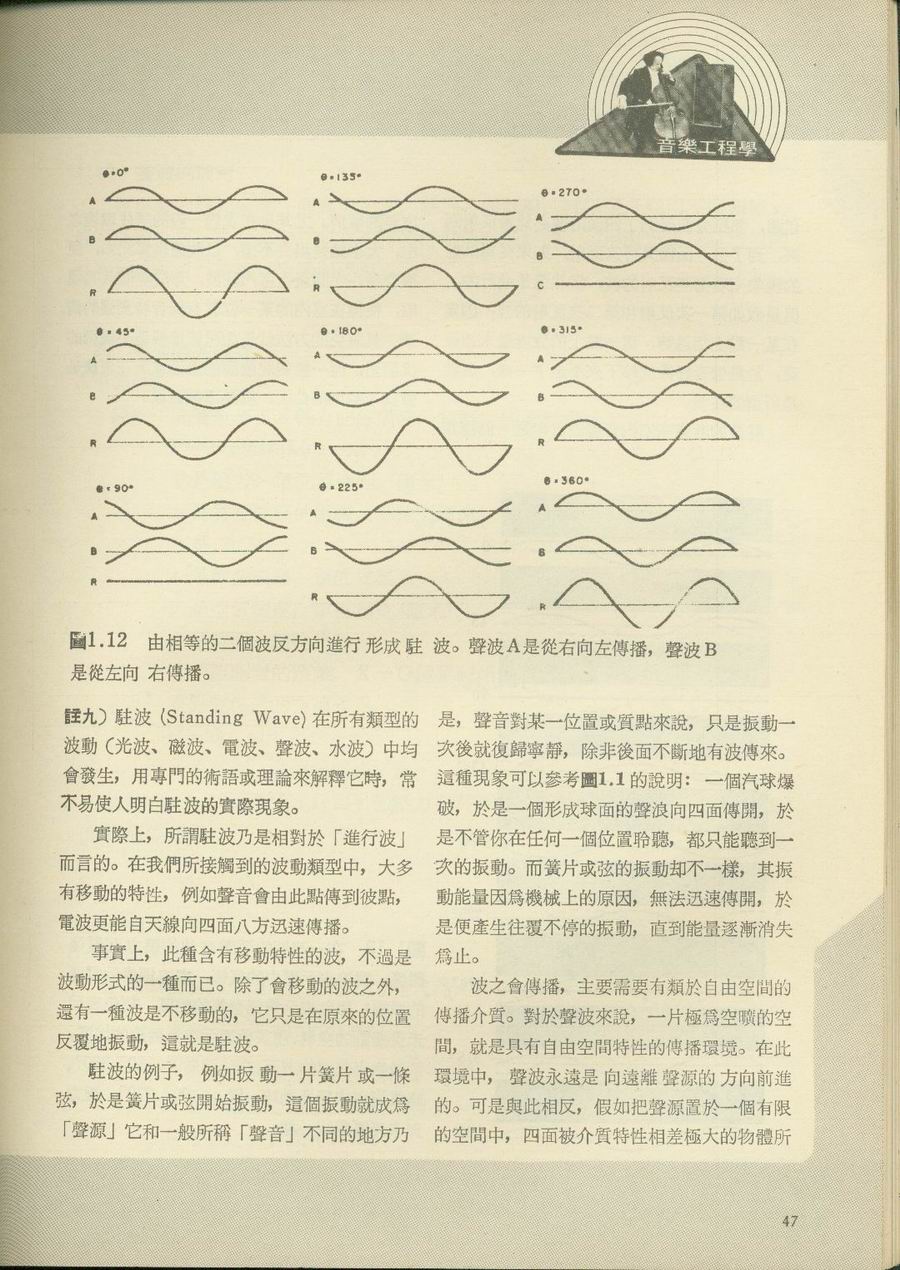 音樂工程學
θ=0°
A
B
R
θ=45°
A
B
R
θ=90°
A
B
R
θ=135°
A
B
R
θ=180°
A
B
R
θ=225°
A
B
R
θ=270°
A
B
C
θ=315°
A
B
R
θ=360°
A
B
R
圖1.12 由相等的二個波反方向進行形成駐波。聲波A是從右向左傳播，聲波B
是從左向右傳播。
註九）駐波（Standing Wave）在所有類型的
波動（光波、磁波、電波、聲波、水波）中均
會發生，用專門的術語或理論來解釋它時，常
不易使人明白駐波的實際現象。
實際上，所謂駐波乃是相對於「進行波」
而言的。在我們所接觸到的波動類型中，大多
有移動的特性，例如聲音會由此點傳到彼點，
電波更能自天線向四面八方迅速傳播。
事實上，此種含有移動特性的波，不過是
波動形式的一種而已。除了會移動的波之外，
還有一種波是不移動的，它只是在原來的位置
反覆地振動，這就是駐波。
駐波的例子，例如扳動一片簧片或一條
弦，於是簧片或弦開始振動，這個振動就成爲
「聲源」它和一般所稱「聲音」不同的地方乃
是，聲音對某一位置或質點來說，只是振動一
次後就復歸寧靜，除非後面不斷地有波傳來。
這種現象可以參考圖1.1的說明：一個汽球爆
破，於是一個形成球面的聲浪向四面傳開，於
是不管你在任何一個位置聆聽，都只能聽到一
次的振動。而簧片或弦的振動却不一樣，其振
動能量因爲機械上的原因，無法迅速傳開，於
是便產生往覆不停的振動，直到能量逐漸消失
爲止。
波之會傳播，主要需要有類於自由空間的
傳播介質。對於聲波來說，一片極爲空曠的空
間，就是具有自由空間特性的傳播環境。在此
環境中，聲波永遠是向遠離聲源的方向前進
的。可是與此相反，假如把聲源置於一個有限
的空間中，四面被介質特性相差極大的物體所
47